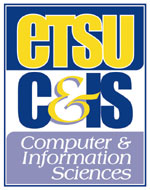 etsu
C&IS
Computer &
Information
Sciences